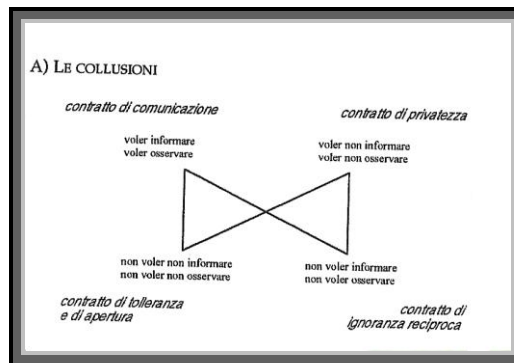 A) LE COLLUSIONI
contratto di comunicazione
contratto di privatezza
voler informare
voler osservare
voler non informare
voler non osservare
non voler non informare
non voler non osservare
non voler informare
non voler osservare
contratto di tolleranza
e di apertura
contratto di
ignoranza reciproca